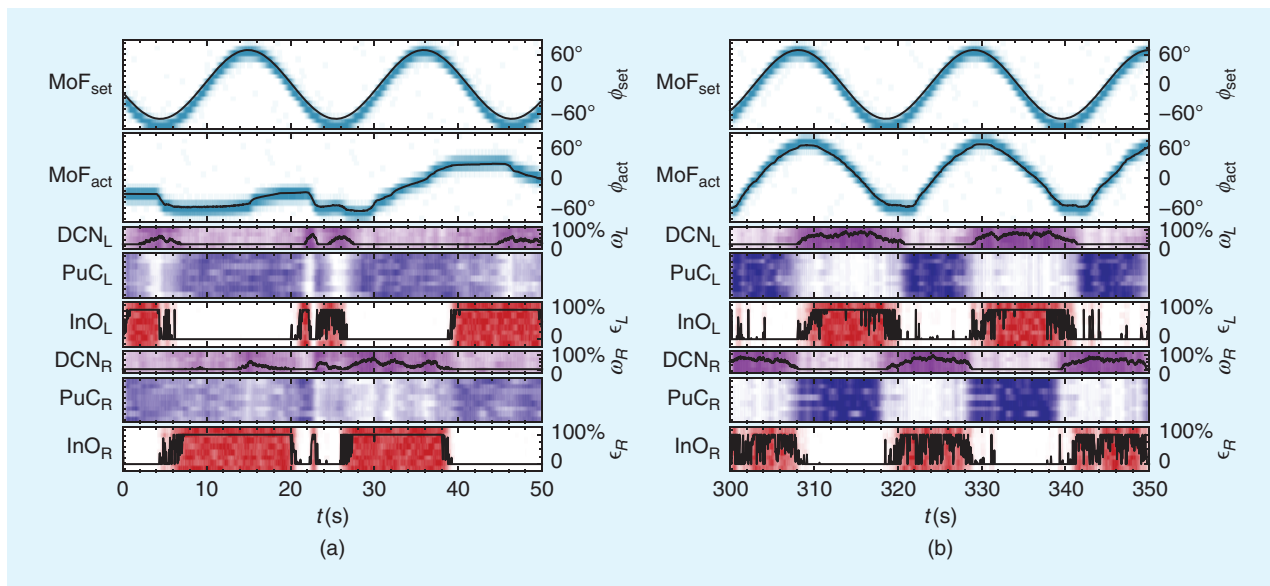 MoFset 60° 0 −60° ϕset
MoFact 60° 0 −60° ϕact
DCNL 100% 0 ωL
PuCL
InOL 100% 0 ϵL
DCNR 100% 0 ωR
PuCR
InOR 100% 0 ϵR
0 10 20 30 40 50
t(s)
(a)
MoFset 60° 0 −60° ϕset
MoFact 60° 0 −60° ϕact
DCNL 100% 0 ωL
PuCL
InOL 100% 0 ϵL
DCNR 100% 0 ωR
PuCR
InOR 100% 0 ϵR
300 310 320 330 340 350
t(s)
(b)